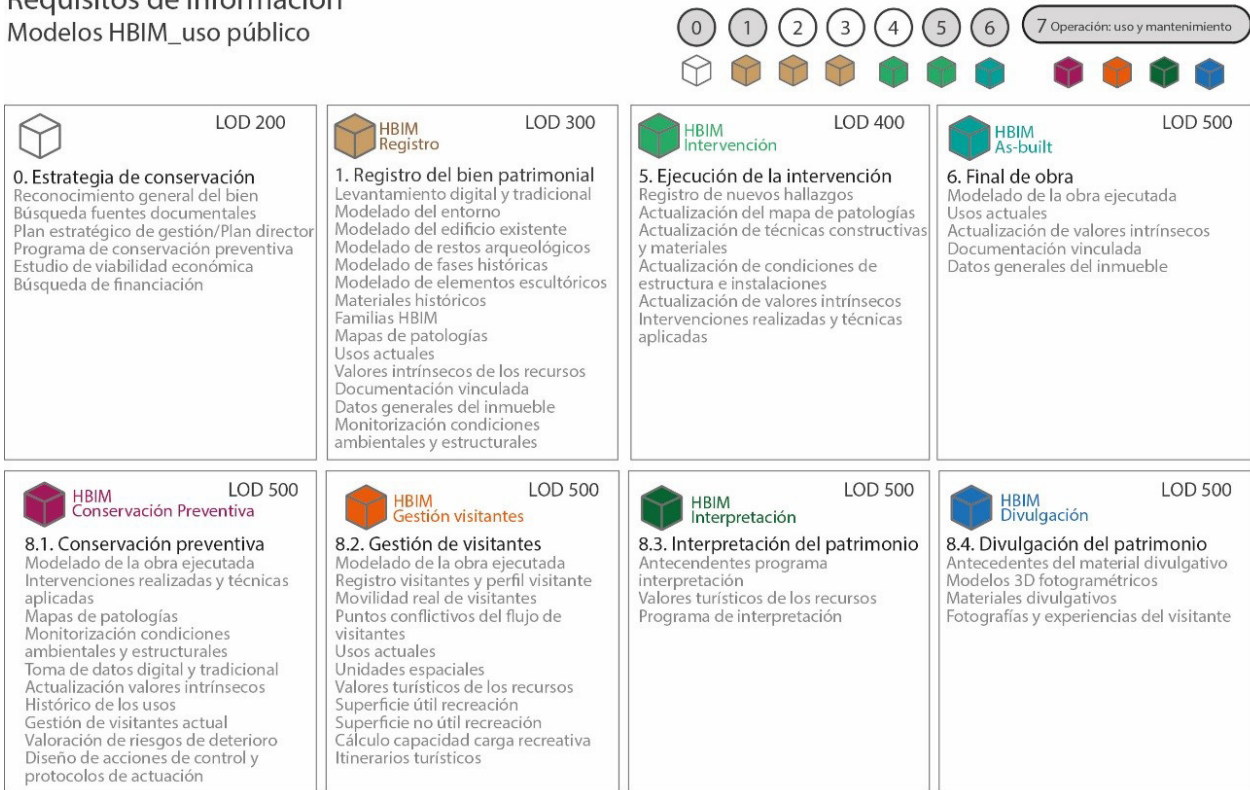 Requisitos de información
Modelos HBIM_uso público
0
1
2
3
4
5
6
7 Operación: uso y mantenimiento
LOD 200
0. Estrategia de conservación
Reconocimiento general del bien
Búsqueda fuentes documentales
Plan estratégico de gestión/Plan director
Programa de conservación preventiva
Estudio de viabilidad económica
Búsqueda de financiación
HBIM
Registro
LOD 300
1. Registro del bien patrimonial
Levantamiento digital y tradicional
Modelado del entorno
Modelado del edificio existente
Modelado de restos arqueológicos
Modelado de fases históricas
Modelado de elementos escultóricos
Materiales históricos
Familias HBIM
Mapas de patologías
Usos actuales
Valores intrínsecos de los recursos
Documentación vinculada
Datos generales del inmueble
Monitorización condiciones
ambientales y estructurales
HBIM
Intervención
LOD 400
5. Ejecución de la intervención
Registro de nuevos hallazgos
Actualización del mapa de patologías
Actualización de técnicas constructivas
y materiales
Actualización de condiciones de
estructura e instalaciones
Actualización de valores intrínsecos
Intervenciones realizadas y técnicas
aplicadas
HBIM
As-built
LOD 500
6. Final de obra
Modelado de la obra ejecutada
Usos actuales
Actualización de valores intrínsecos
Documentación vinculada
Datos generales del inmueble
HBIM
Conservación Preventiva
LOD 500
8.1. Conservación preventiva
Modelado de la obra ejecutada
Intervenciones realizadas y técnicas
aplicadas
Mapas de patologías
Monitorización condiciones
ambientales y estructurales
Toma de datos digital y tradicional
Actualización valores intrínsecos
Histórico de los usos
Gestión de visitantes actual
Valoración de riesgos de deterioro
Diseño de acciones de control y
protocolos de actuación
HBIM
Gestión visitantes
LOD 500
8.2. Gestión de visitantes
Modelado de la obra ejecutada
Registro visitantes y perfil visitante
Movilidad real de visitantes
Puntos conflictivos del flujo de
visitantes
Usos actuales
Unidades espaciales
Valores turísticos de los recursos
Superficie útil recreación
Superficie no útil recreación
Cálculo capacidad carga recreativa
Itinerarios turísticos
HBIM
Interpretación
LOD 500
8.3. Interpretación del patrimonio
Antencendentes programa
interpretación
Valores turísticos de los recursos
Programa de interpretación
HBIM
Divulgación
LOD 500
8.4. Divulgación del patrimonio
Antecedentes del material divulgativo
Modelos 3D fotogramétricos
Materiales divulgativos
Fotografías y experiencias del visitante